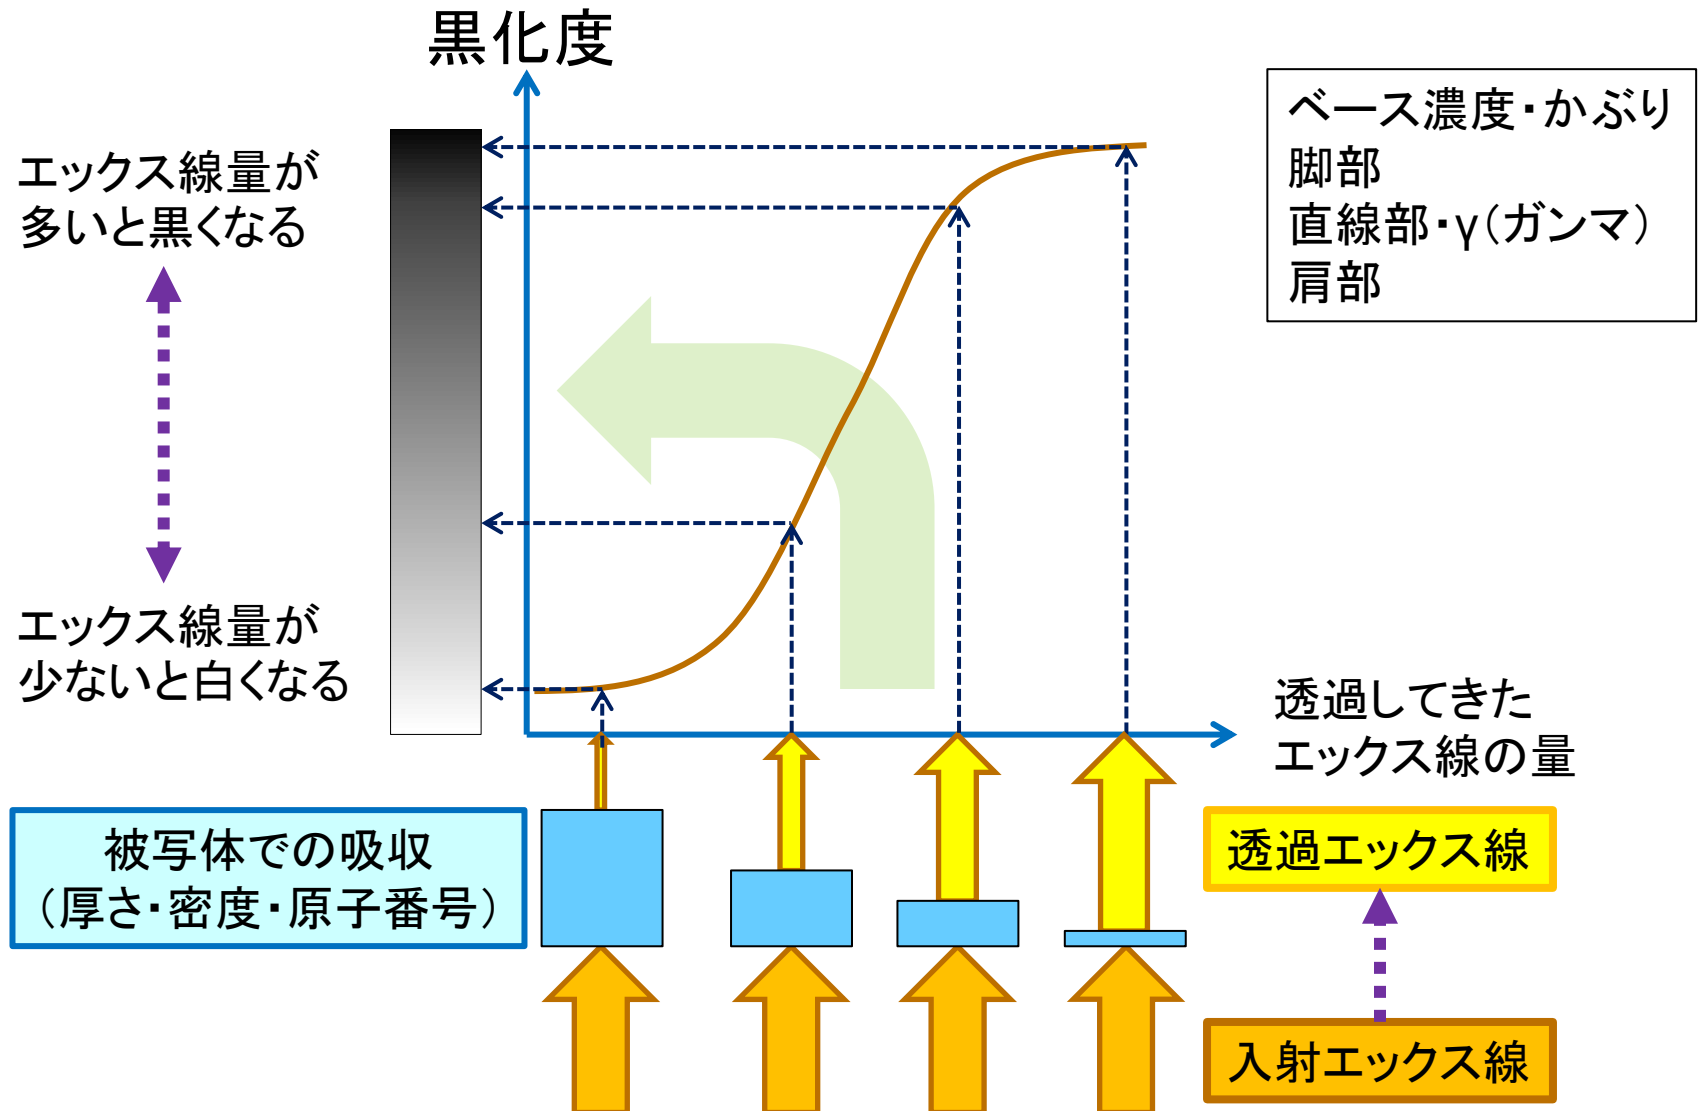 黒化度
エックス線量が
多いと黒くなる
エックス線量が
少ないと白くなる
ベース濃度・かぶり
脚部
直線部・γ(ガンマ)
肩部
透過してきた
エックス線の量
被写体での吸収
(厚さ・密度・原子番号)
透過エックス線
入射エックス線